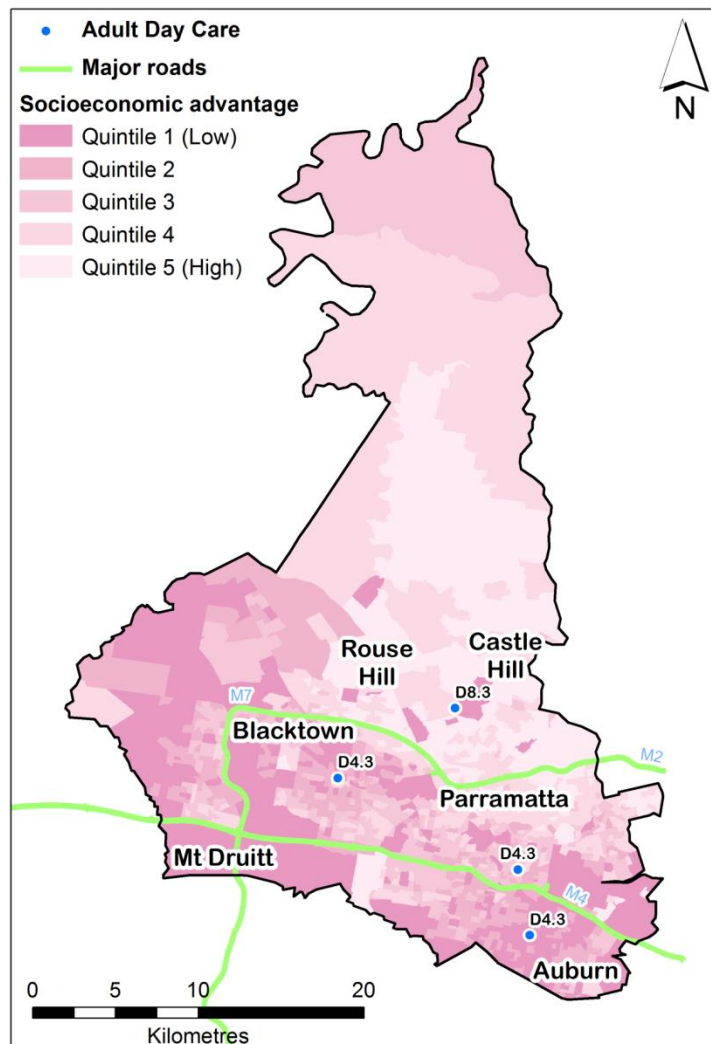 Adult Day Care
Major roads
Socioeconomic advantage
Quintile 1 (Low)
Quintile 2
Quintile 3
Quintile 4
Quintile 5 (High)
N
Rouse
Hill
Castle
Hill
D8.3
M7
Blacktown
D4.3
M2
Parramatta
Mt Druitt
D4.3
M4
D4.3
Auburn
0 5 10 20
Kilometres